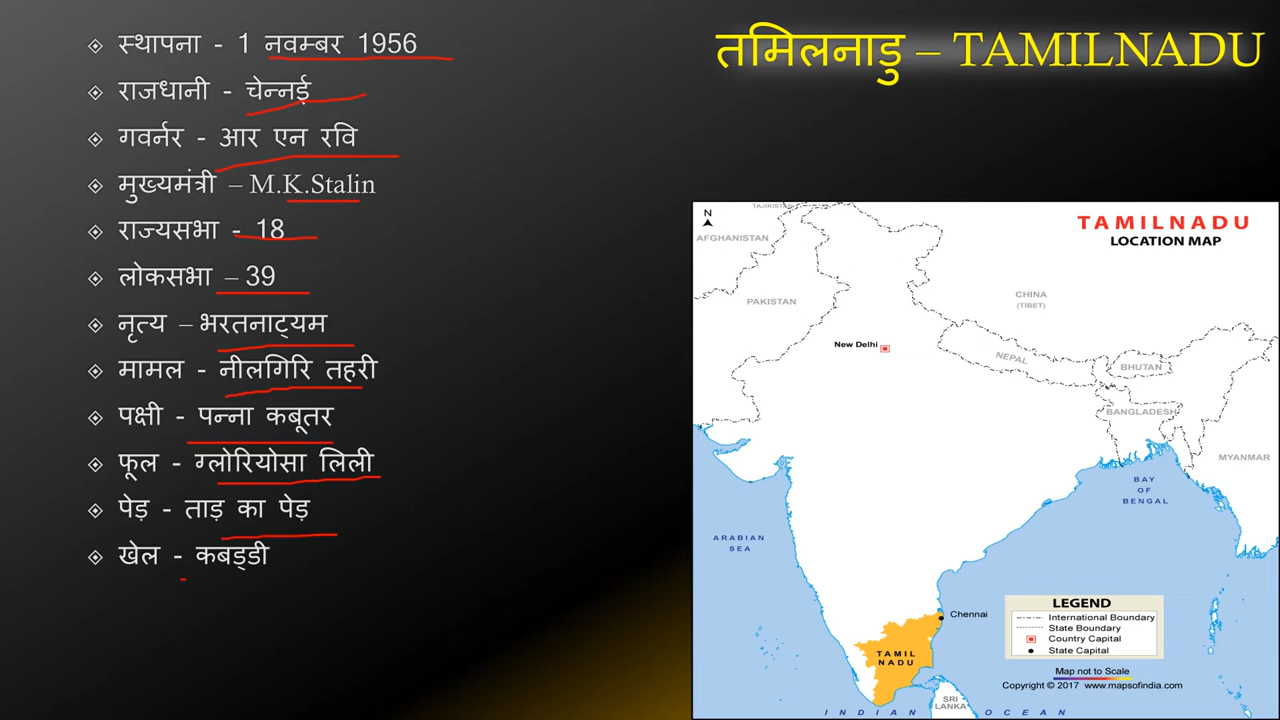 तमिलनाडु – TAMILNADU
स्थापना - 1 नवम्बर 1956
राजधानी - चेन्नई
गवर्नर - आर एन रवि
मुख्यमंत्री – M.K.Stalin
राज्यसभा - 18
लोकसभा – 39
नृत्य – भरतनाट्यम
मामल - नीलगिरि तहरी
पक्षी - पन्ना कबूतर
फूल - ग्लोरियोसा लिली
पेड़ - ताड़ का पेड़
खेल - कबड्डी
N
TAJIKISTAN
TAMILNADU
LOCATION MAP
AFGHANISTAN
PAKISTAN
CHINA
(TIBET)
New Delhi
NEPAL
BHUTAN
BANGLADESH
MYANMAR
BAY
OF
BENGAL
ARABIAN
SEA
Chennai
TAMIL
NADU
SRI
LANKA
INDIAN OCEAN
LEGEND
International Boundary
State Boundary
Country Capital
State Capital
Map not to Scale
Copyright © 2017 www.mapsofindia.com